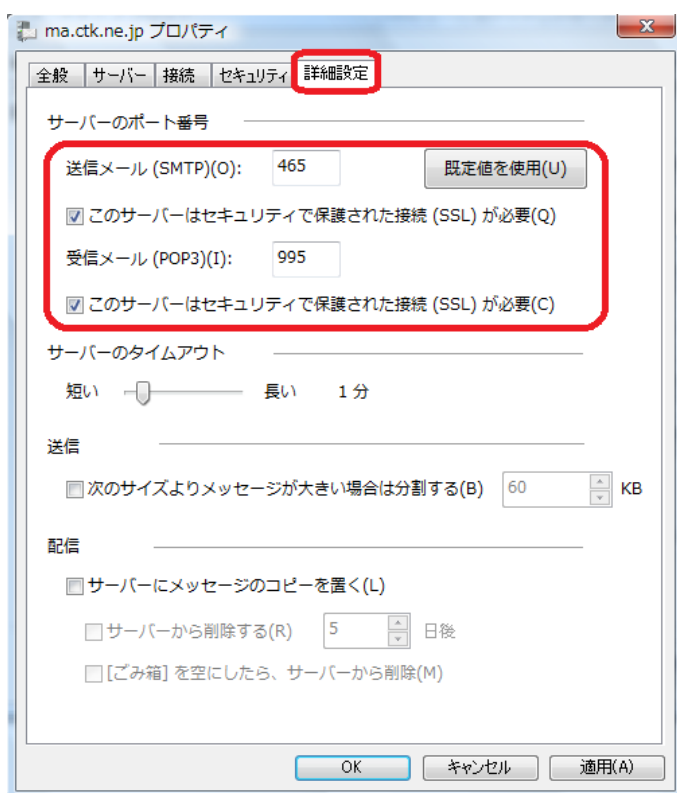 ma.ctk.ne.jp プロパティ
全般 サーバー 接続 セキュリティ 詳細設定
サーバーのポート番号
送信メール (SMTP)(O): 465 既定値を使用(U)
このサーバーはセキュリティで保護された接続 (SSL) が必要(Q)
受信メール (POP3)(I): 995
このサーバーはセキュリティで保護された接続 (SSL) が必要(C)
サーバーのタイムアウト
短い 長い 1 分
送信
次のサイズよりメッセージが大きい場合は分割する(B) 60 KB
配信
サーバーにメッセージのコピーを置く(L)
サーバーから削除する(R) 5 日後
[ごみ箱] を空にしたら、サーバーから削除(M)
OK キャンセル 適用(A)